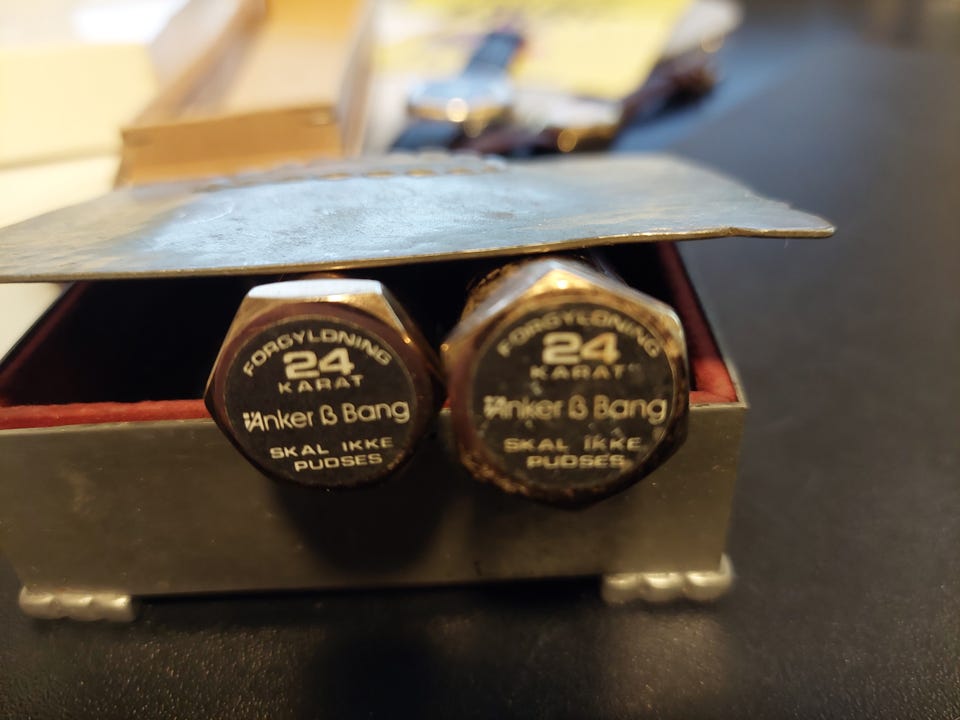 FORGYLDNING
24
KARAT
Anker B Bang
SKAL IKKE
PUDSES
FORGYLDNING
24
KARAT
Anker B Bang
SKAL IKKE
PUDSES